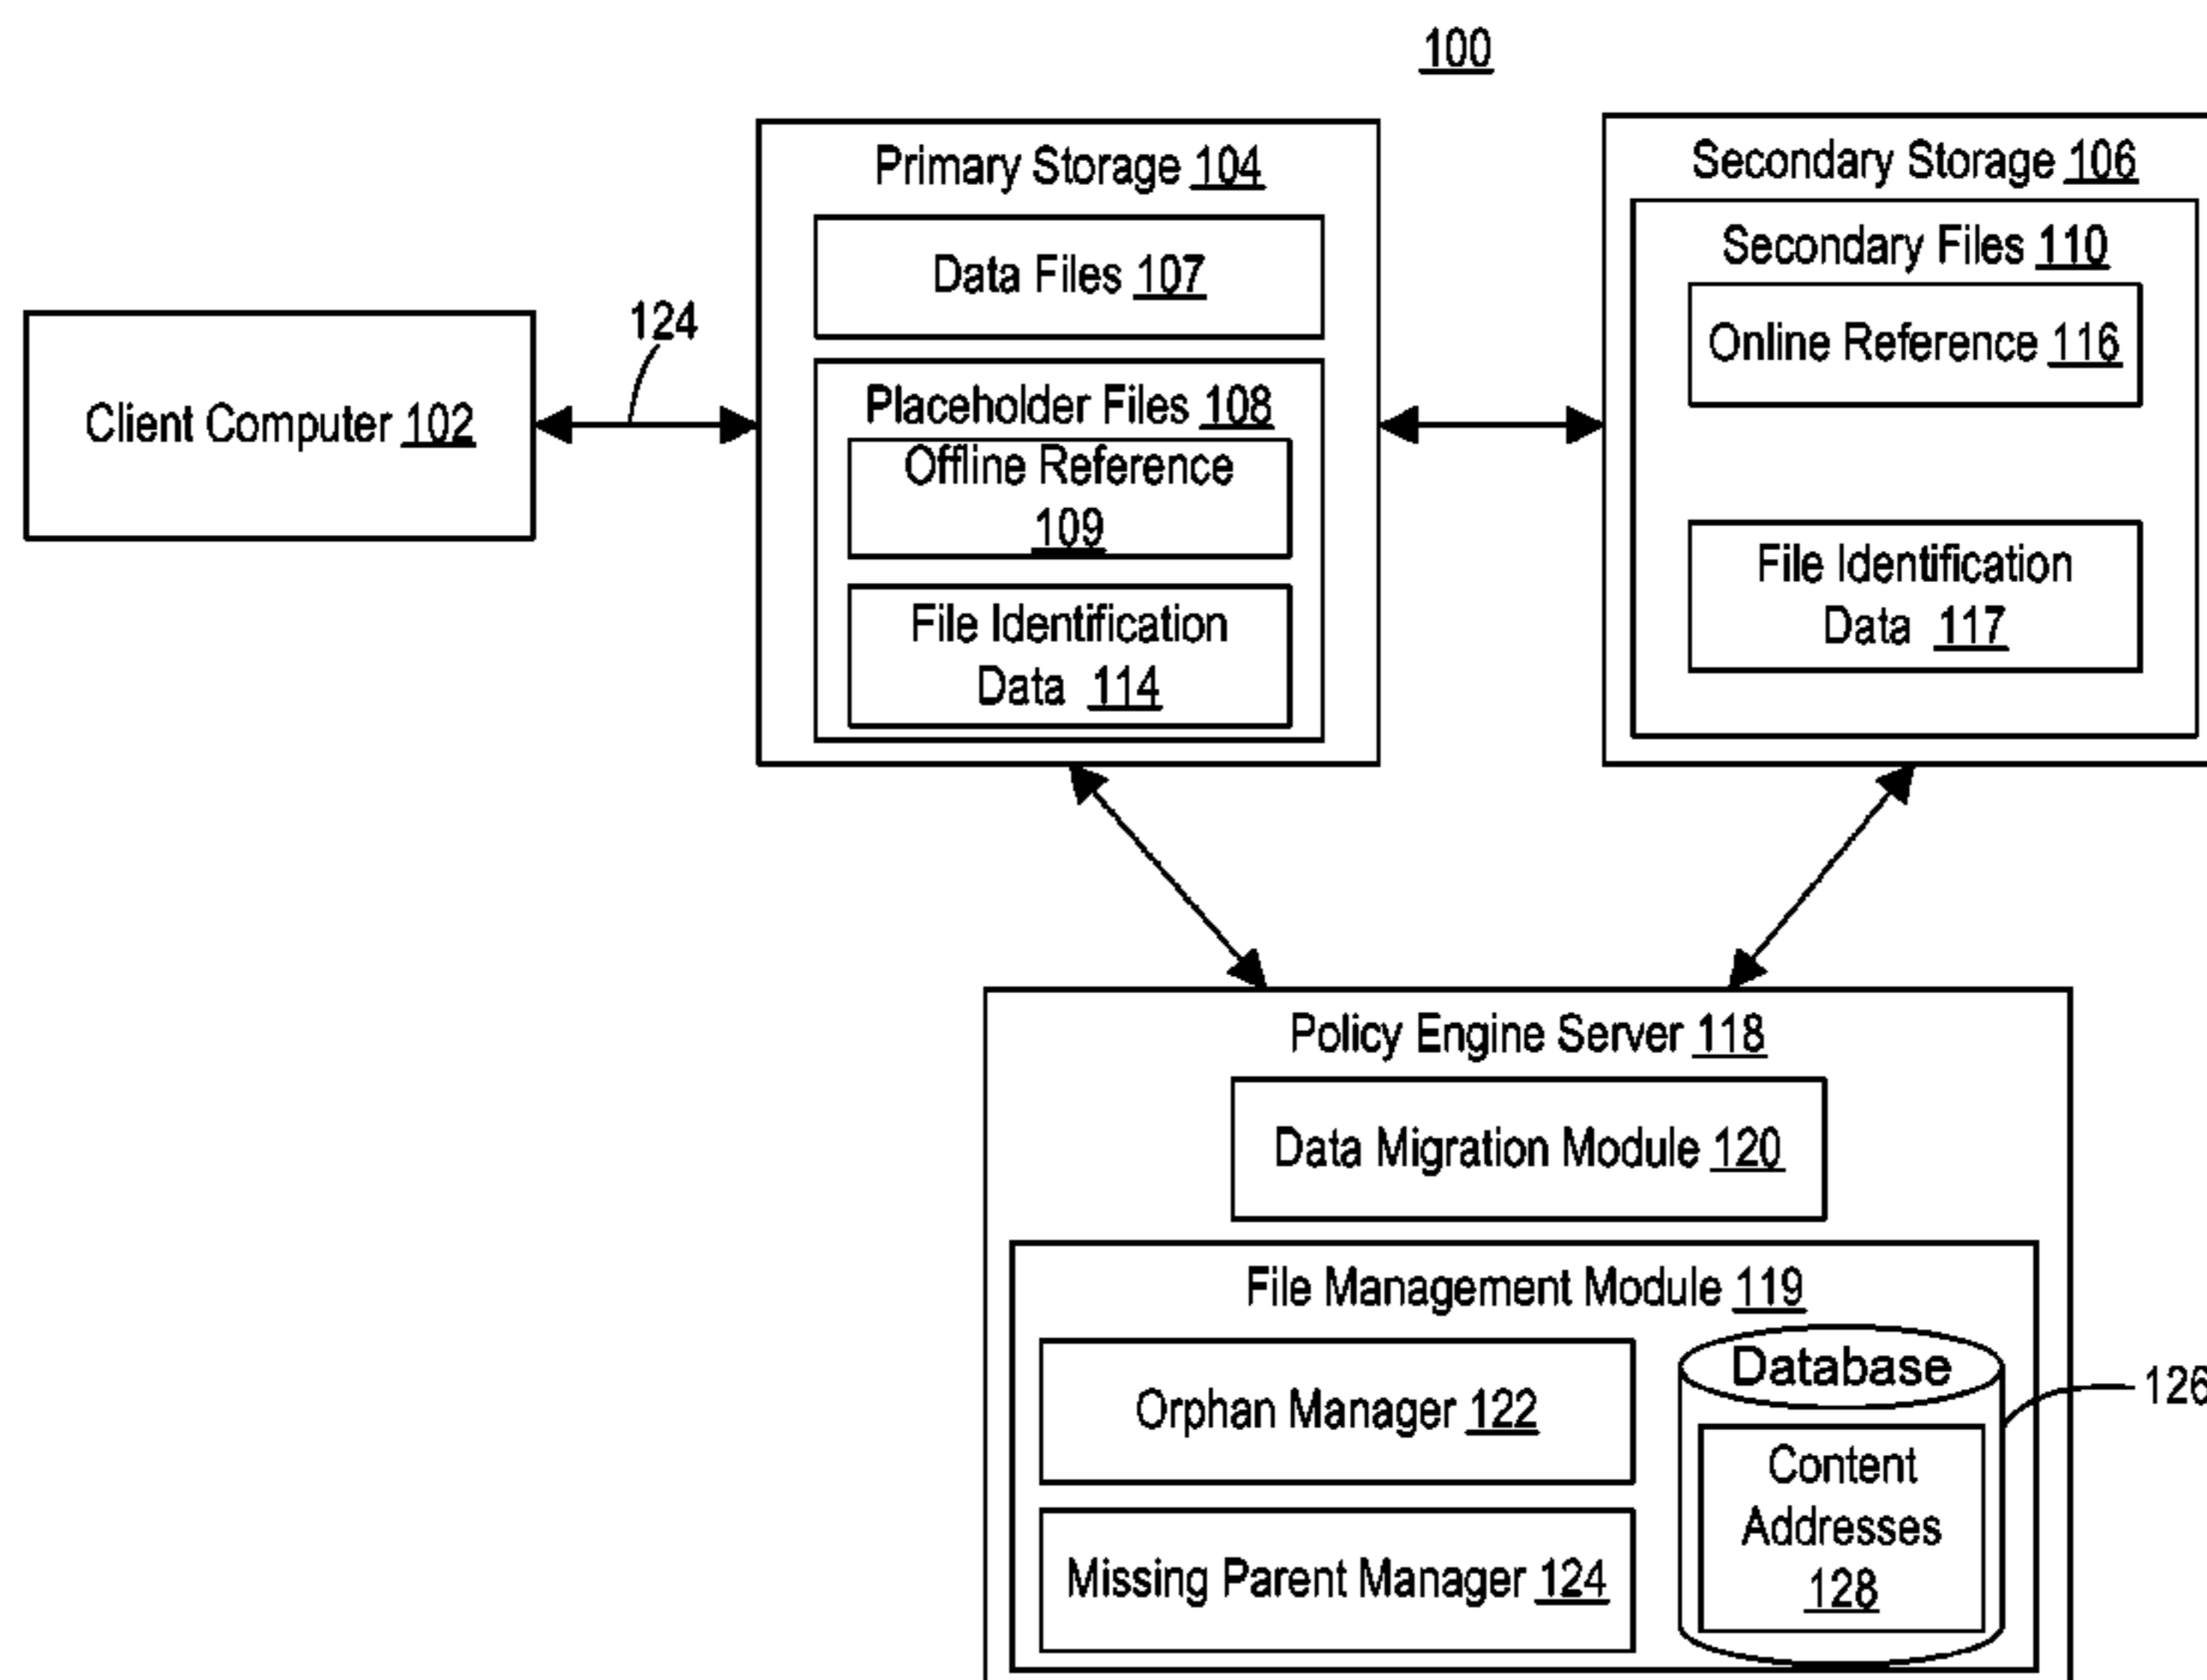 100
Primary Storage 104
Data Files 107
Placeholder Files 108
Offline Reference
109
File Identification
Data 114
Secondary Storage 106
Secondary Files 110
Online Reference 116
File Identification
Data 117
Client Computer 102
124
Policy Engine Server 118
Data Migration Module 120
File Management Module 119
Orphan Manager 122
Missing Parent Manager 124
Database
Content
Addresses
128
126